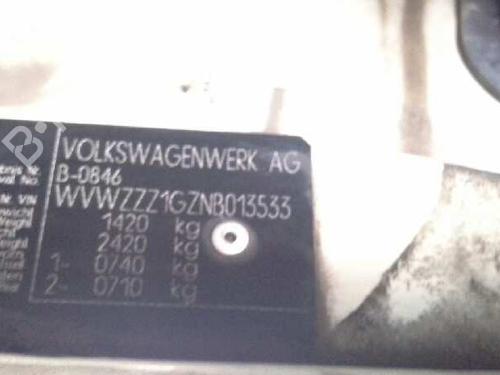 VOLKSWAGENWERK AG
B-0846
WVWZZZ1GZNB013533
1420 kg
2420 kg
1- 0740 kg
2- 0710 kg